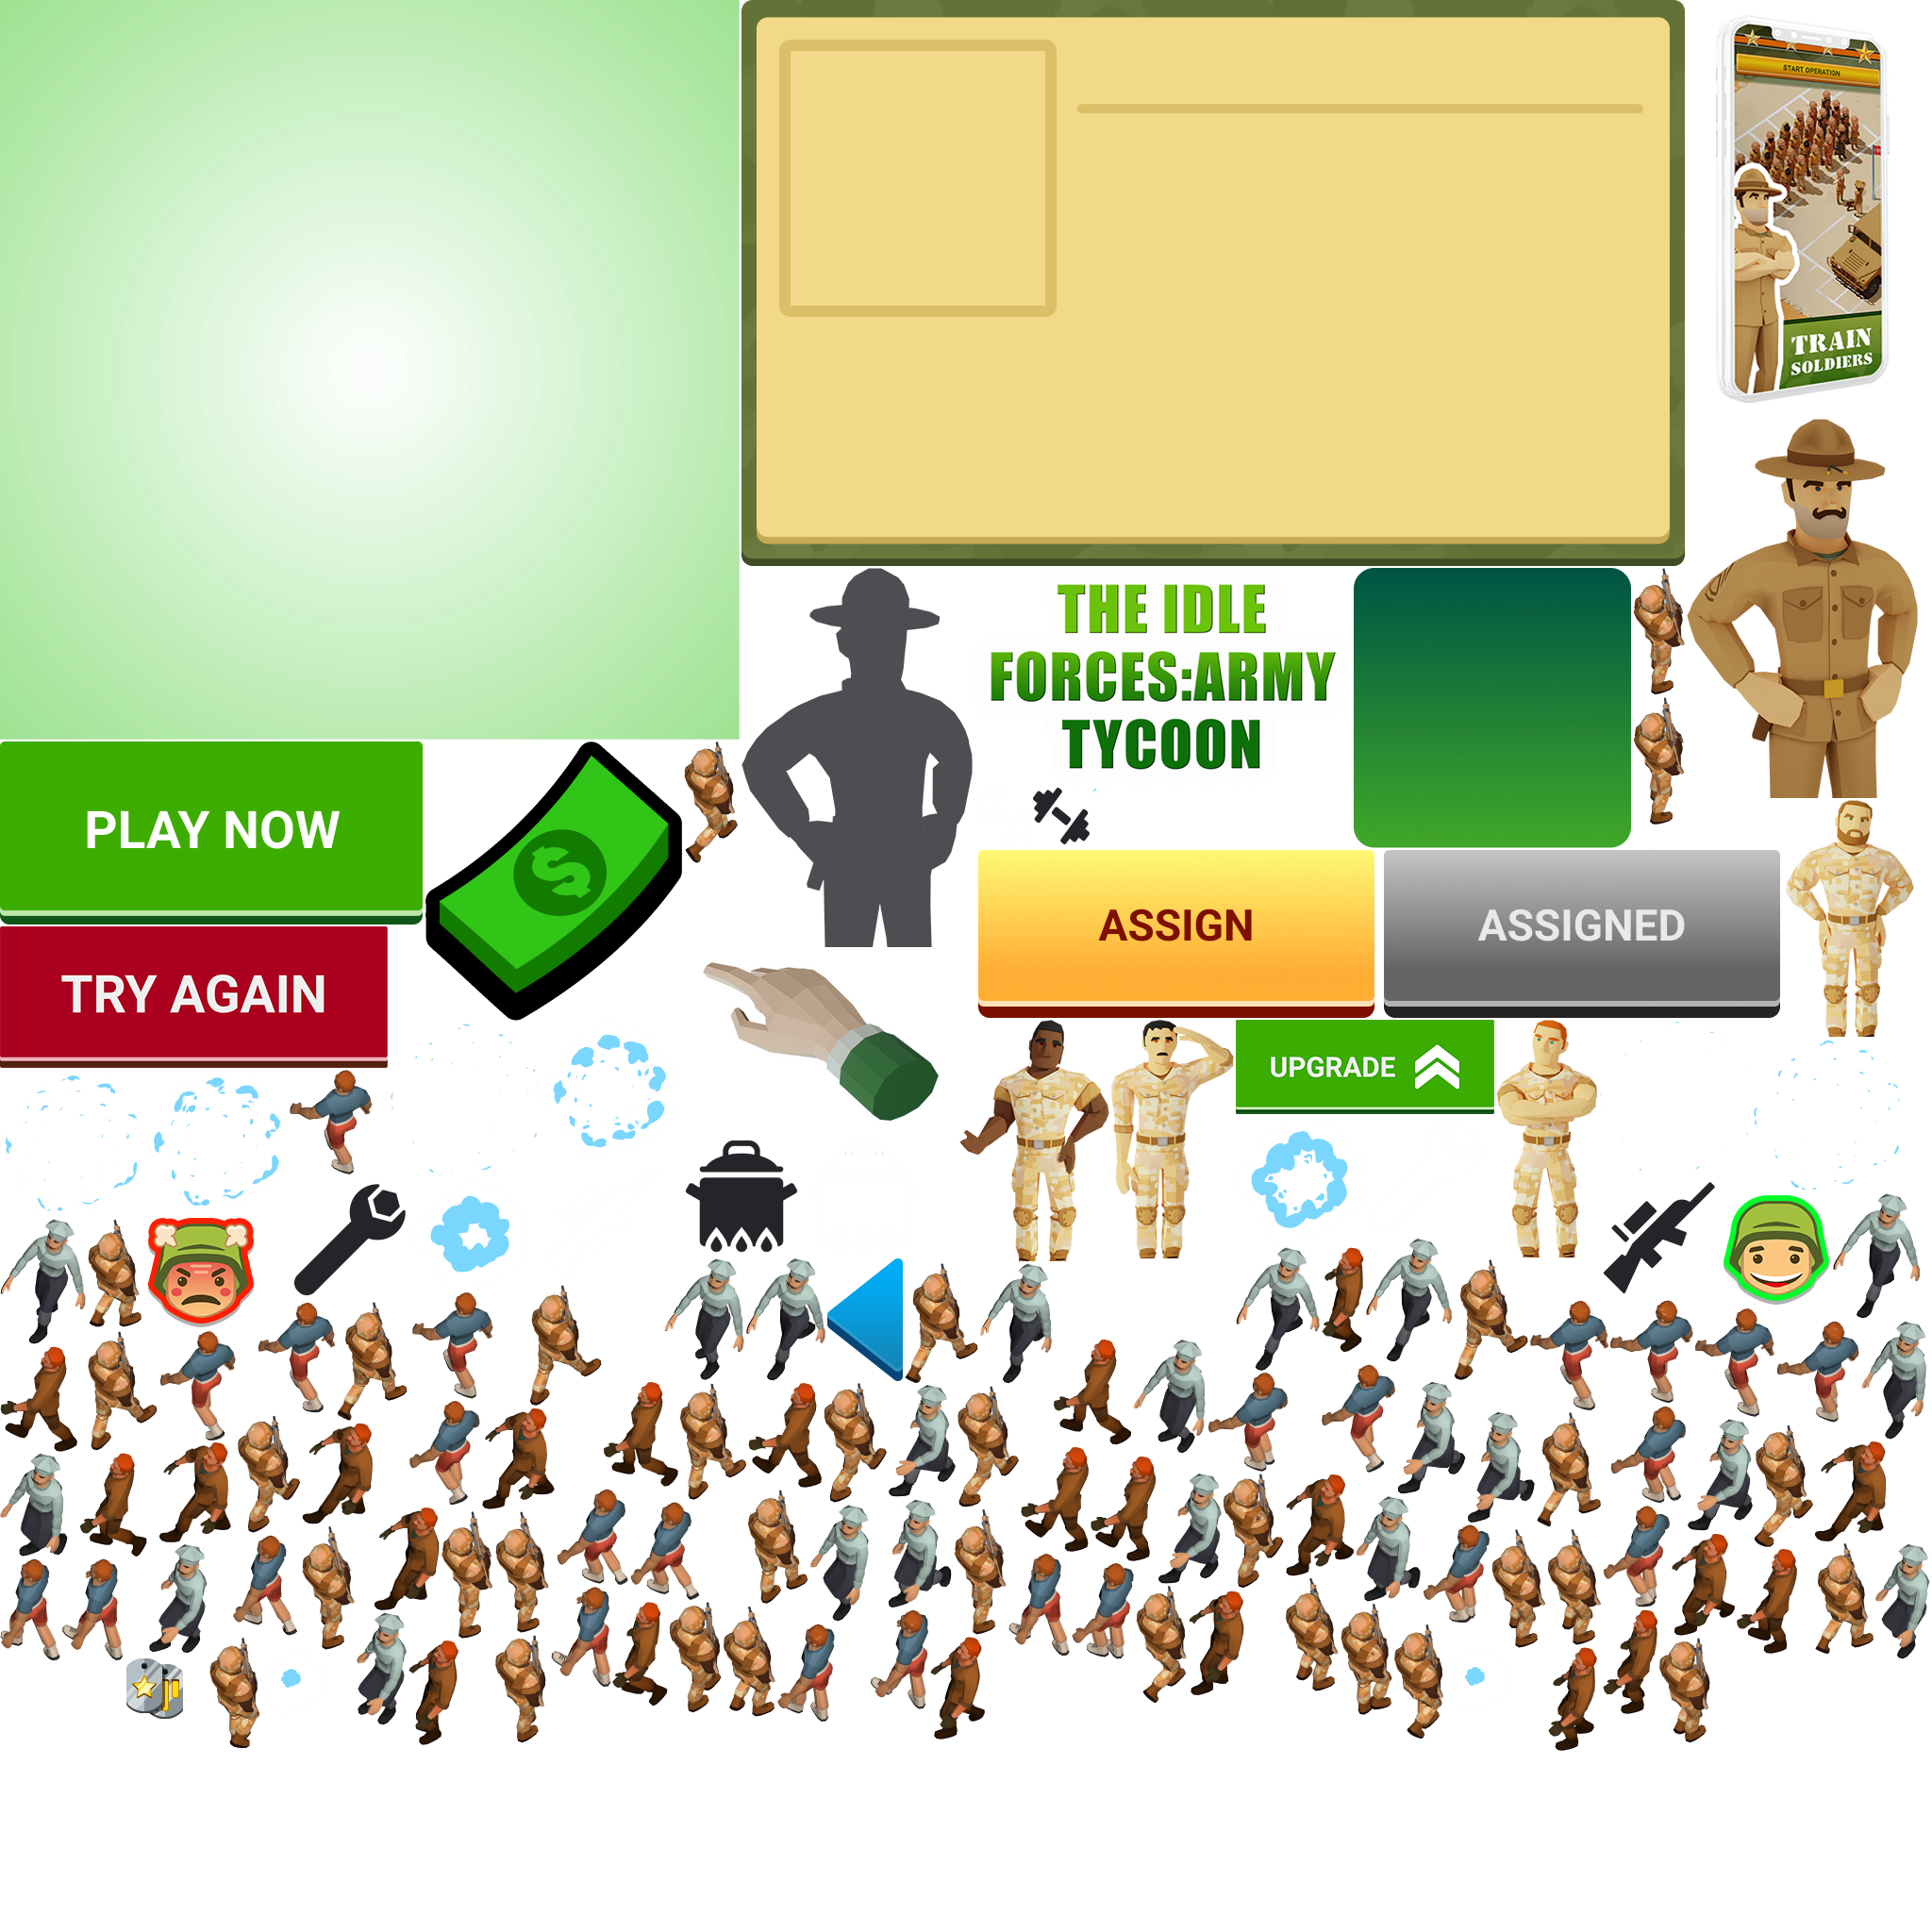 START OPERATION
TRAIN
SOLDIERS
THE IDLE
FORCES:ARMY
TYCOON
PLAY NOW
ASSIGN
ASSIGNED
TRY AGAIN
UPGRADE